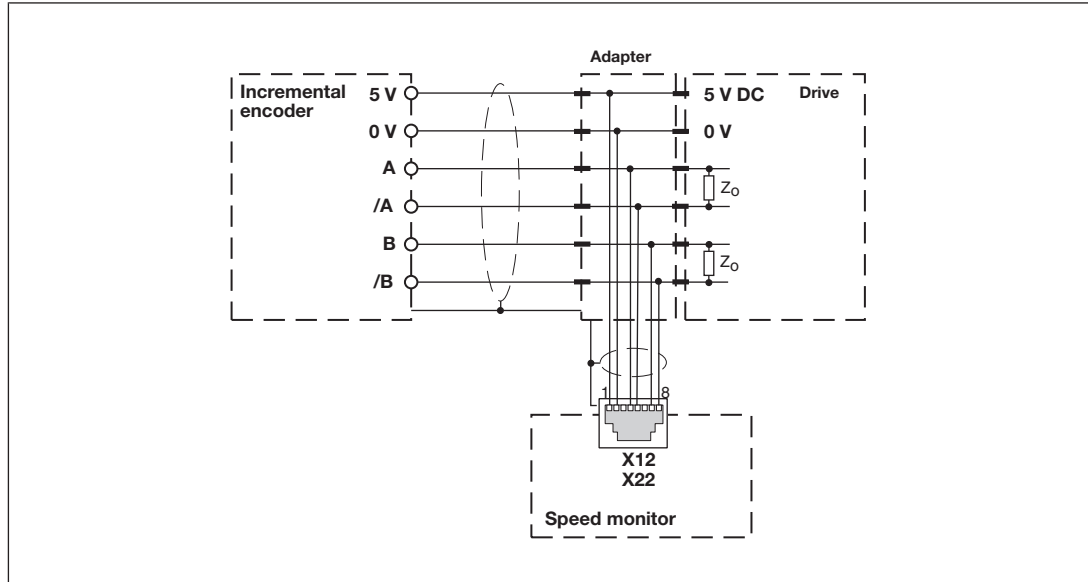 Adapter
Incremental
encoder
5 V
0 V
A
/A
B
/B
5 V DC
Drive
0 V
Z0
Z0
1
8
X12
X22
Speed monitor